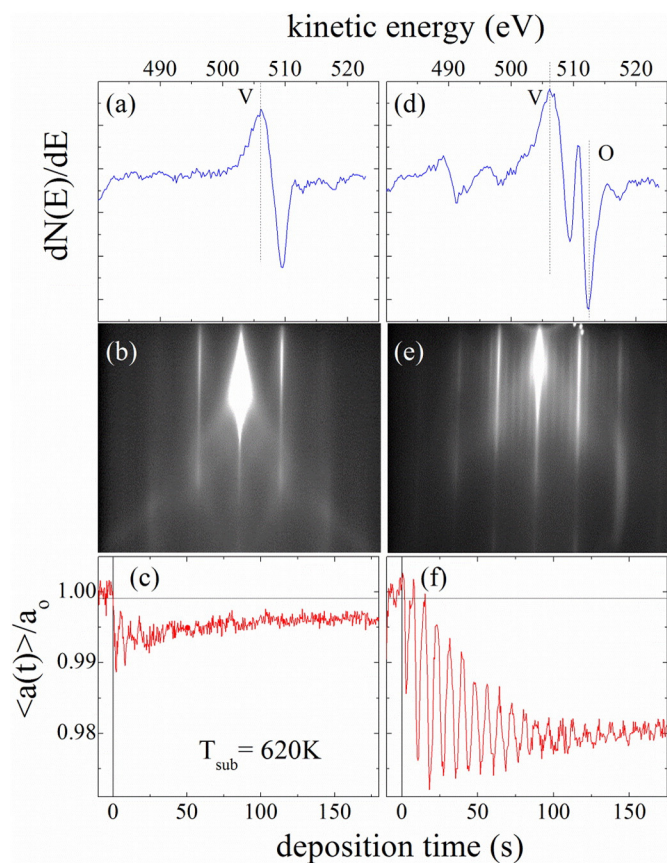 kinetic energy (eV)
490 500 510 520 490 500 510 520
(a) V (d) V O
dN(E)/dE
(b) (e)
(c) (f)
1.00
0.99
0.98
<a(t)>/a_o
T_sub= 620K
0 50 100 150 0 50 100 150
deposition time (s)